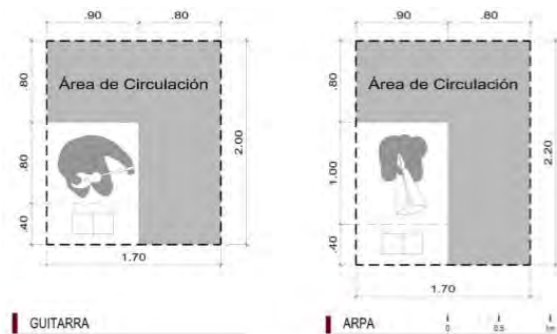 .90 .80
.80
Área de Circulación
.80
2.00
.40
1.70
GUITARRA
.90 .80
.80
Área de Circulación
1.00
2.20
.40
1.70
ARPA
0 0.5 1m